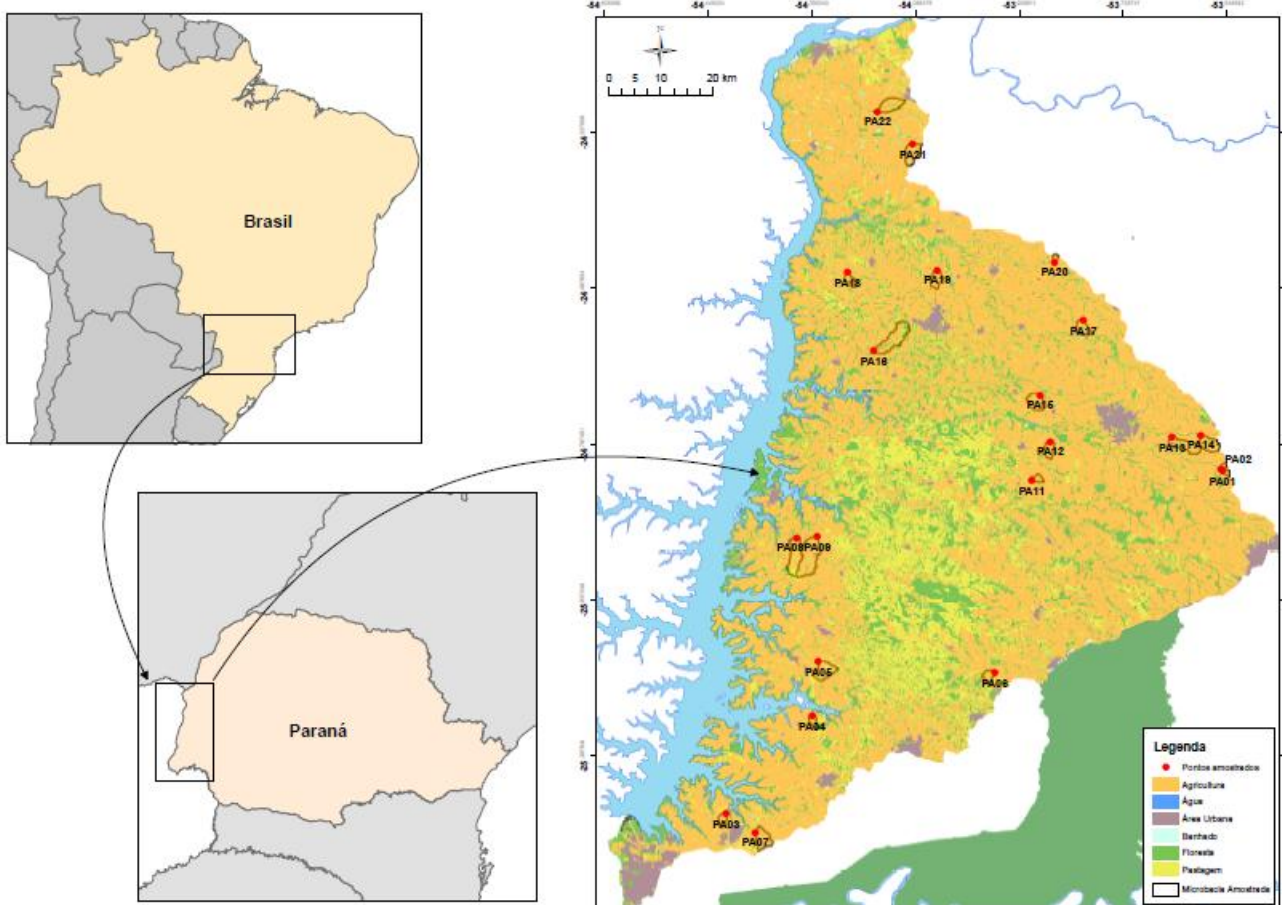 Brasil
Paraná
0 5 10 20 km
PA22
PA21
PA20
PA18
PA19
PA17
PA16
PA15
PA12
PA13
PA14
PA02
PA01
PA11
PA08
PA09
PA05
PA06
PA04
PA03
PA07
Legenda
Pontos amostrados
Agricultura
Água
Área Urbana
Banhado
Floresta
Pastagem
Microbacia Amostrada